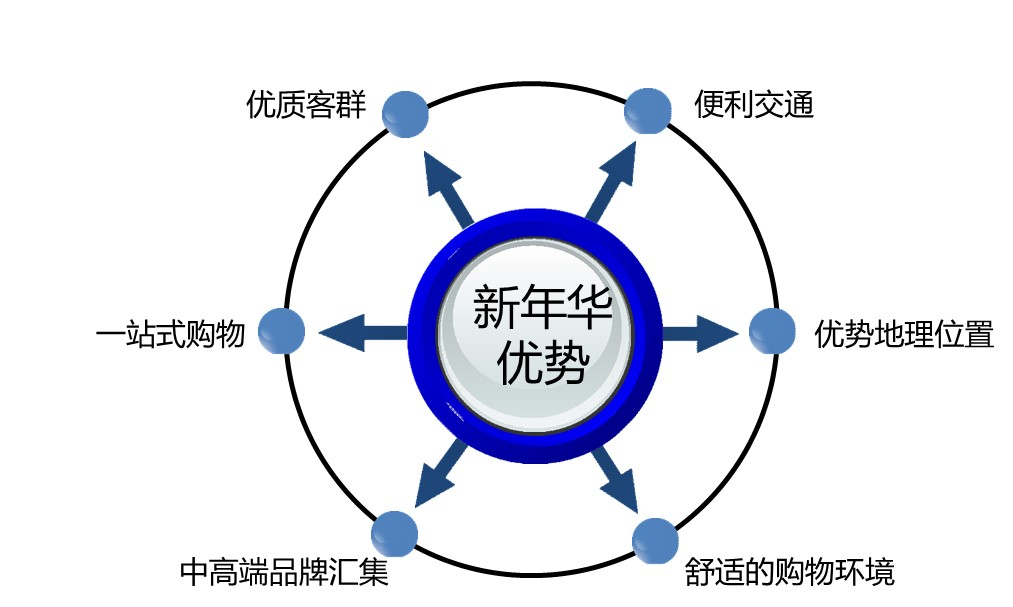 优质客群
便利交通
新年华
优势
一站式购物
优势地理位置
中高端品牌汇集
舒适的购物环境